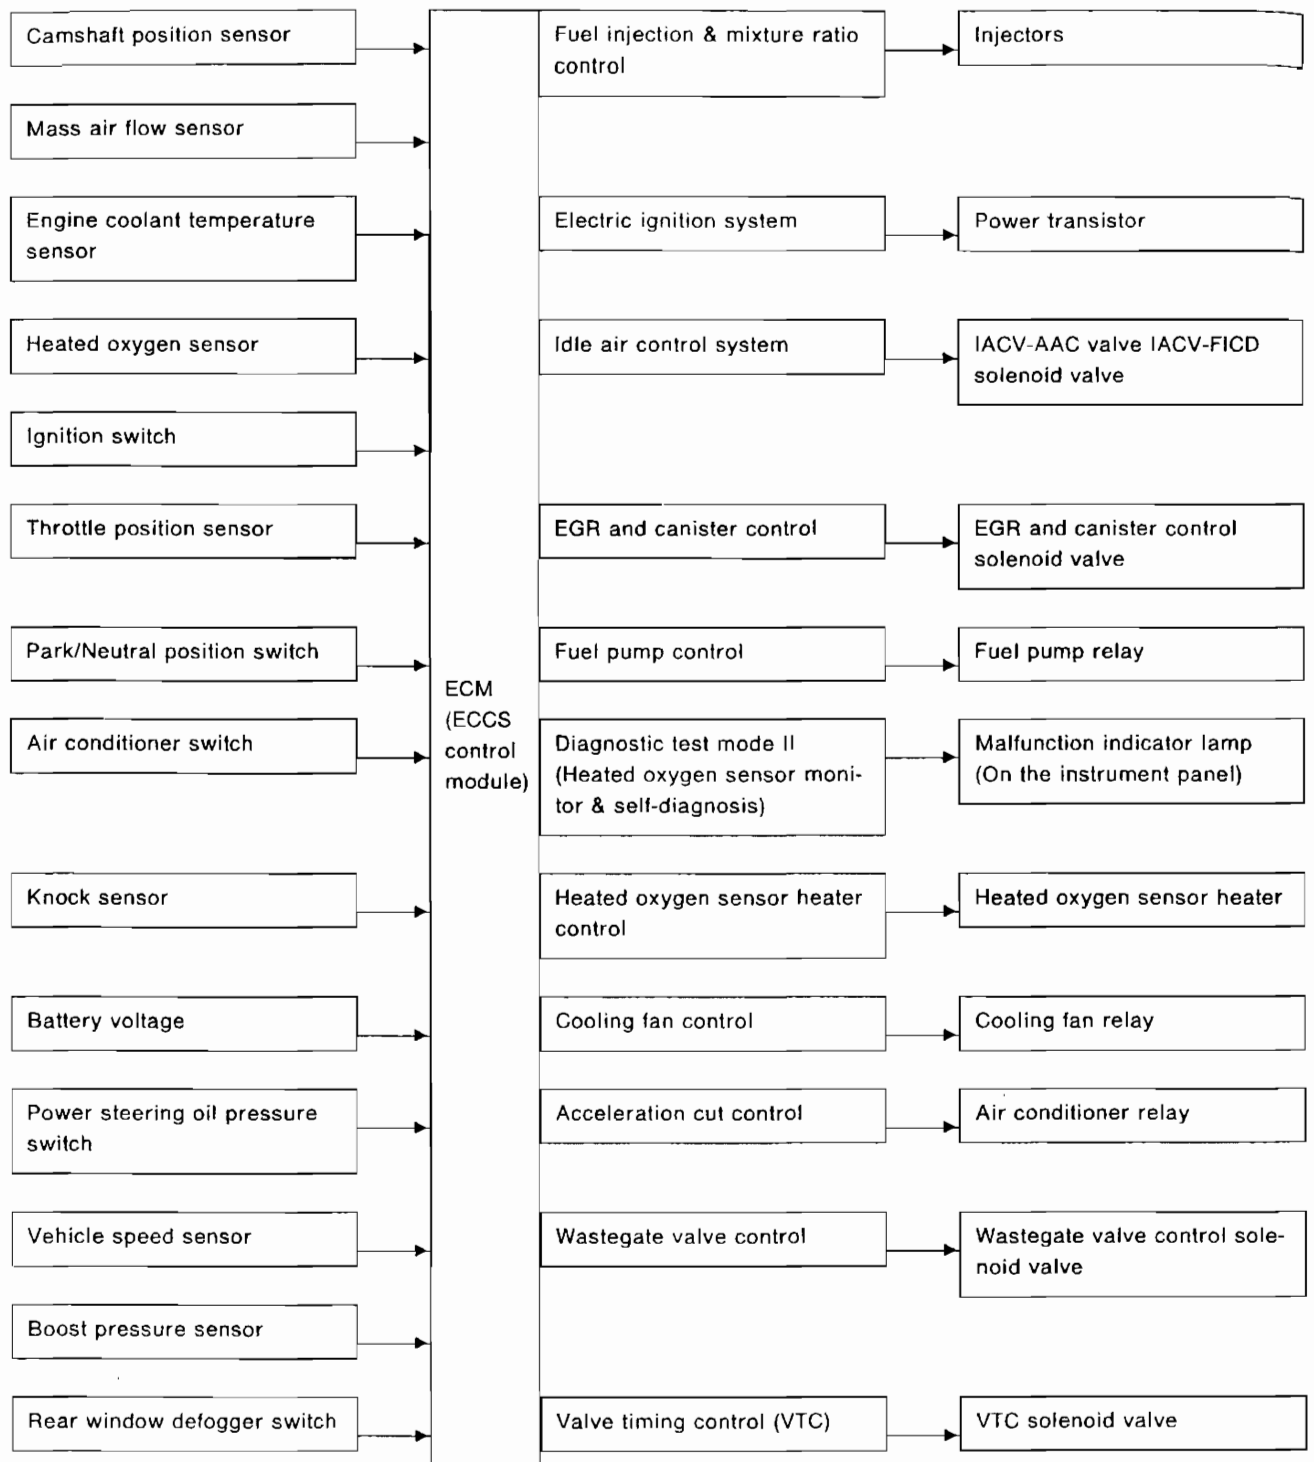 Camshaft position sensor
Mass air flow sensor
Engine coolant temperature
sensor
Heated oxygen sensor
Ignition switch
Throttle position sensor
Park/Neutral position switch
Air conditioner switch
Knock sensor
Battery voltage
Power steering oil pressure
switch
Vehicle speed sensor
Boost pressure sensor
Rear window defogger switch
ECM
(ECCS
control
module)
Fuel injection & mixture ratio
control
Electric ignition system
Idle air control system
EGR and canister control
Fuel pump control
Diagnostic test mode II
(Heated oxygen sensor moni-
tor & self-diagnosis)
Heated oxygen sensor heater
control
Cooling fan control
Acceleration cut control
Wastegate valve control
Valve timing control (VTC)
Injectors
Power transistor
IACV-AAC valve IACV-FICD
solenoid valve
EGR and canister control
solenoid valve
Fuel pump relay
Malfunction indicator lamp
(On the instrument panel)
Heated oxygen sensor heater
Cooling fan relay
Air conditioner relay
Wastegate valve control sole-
noid valve
VTC solenoid valve